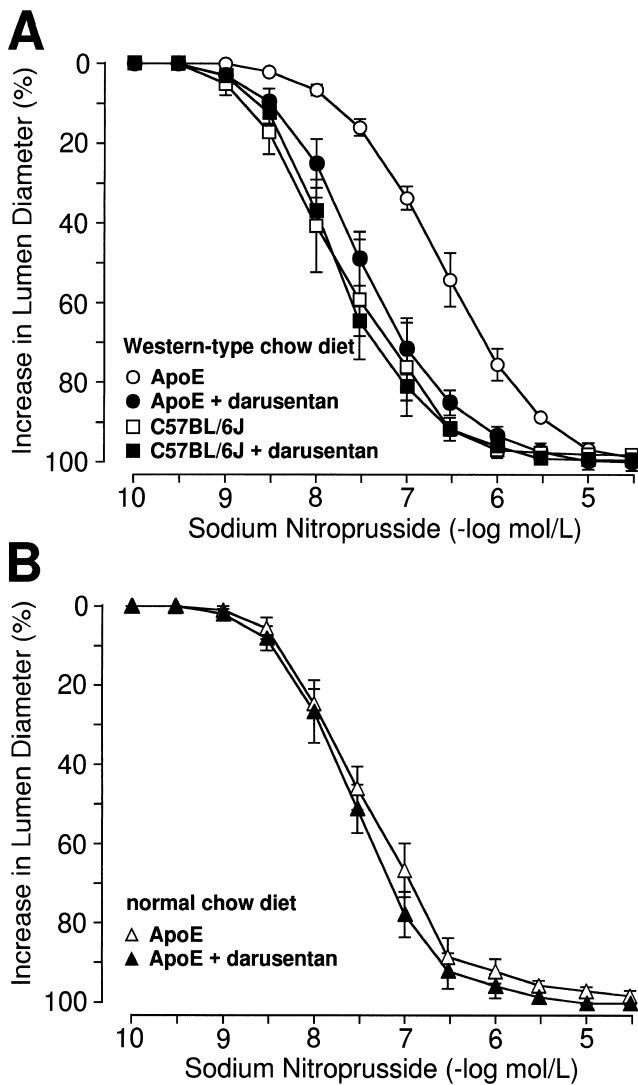 A
Increase in Lumen Diameter (%)
0
20
40
60
80
100
Western-type chow diet
ApoE
ApoE + darusentan
C57BL/6J
C57BL/6J + darusentan
10 9 8 7 6 5
Sodium Nitroprusside (-log mol/L)
B
Increase in Lumen Diameter (%)
0
20
40
60
80
100
normal chow diet
ApoE
ApoE + darusentan
10 9 8 7 6 5
Sodium Nitroprusside (-log mol/L)